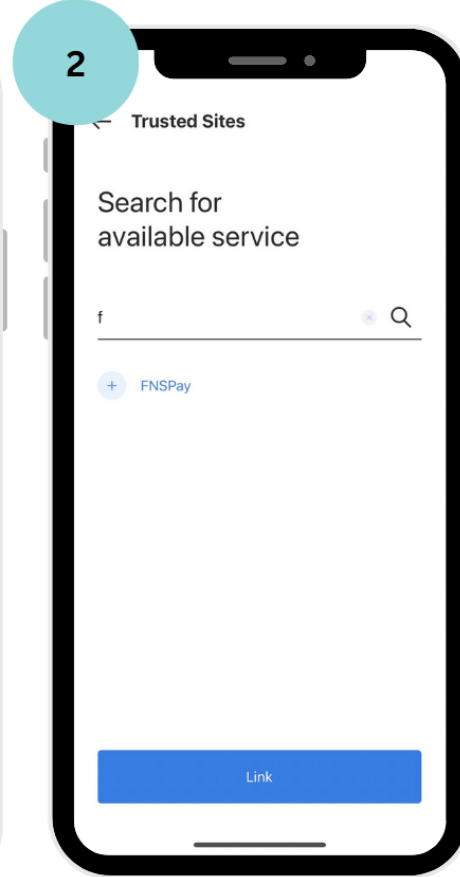 2
Trusted Sites
Search for
available service
f
FNSPay
Link